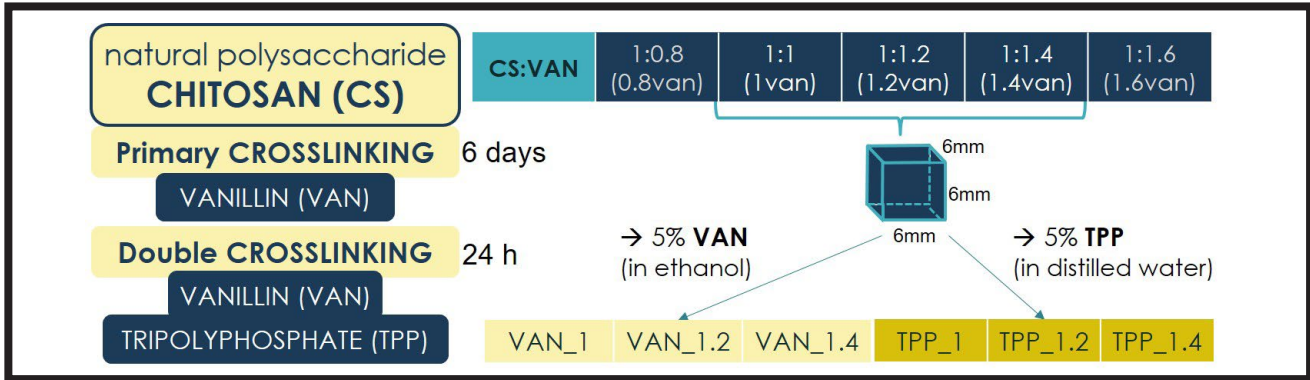 natural polysaccharide
CHITOSAN (CS)
CS:VAN
1:0.8
(0.8van)
1:1
(1van)
1:1.2
(1.2van)
1:1.4
(1.4van)
1:1.6
(1.6van)
Primary CROSSLINKING
6 days
VANILLIN (VAN)
6mm
6mm
6mm
Double CROSSLINKING
24 h
VANILLIN (VAN)
TRIPOLYPHOSPHATE (TPP)
→ 5% VAN
(in ethanol)
→ 5% TPP
(in distilled water)
VAN_1
VAN_1.2
VAN_1.4
TPP_1
TPP_1.2
TPP_1.4